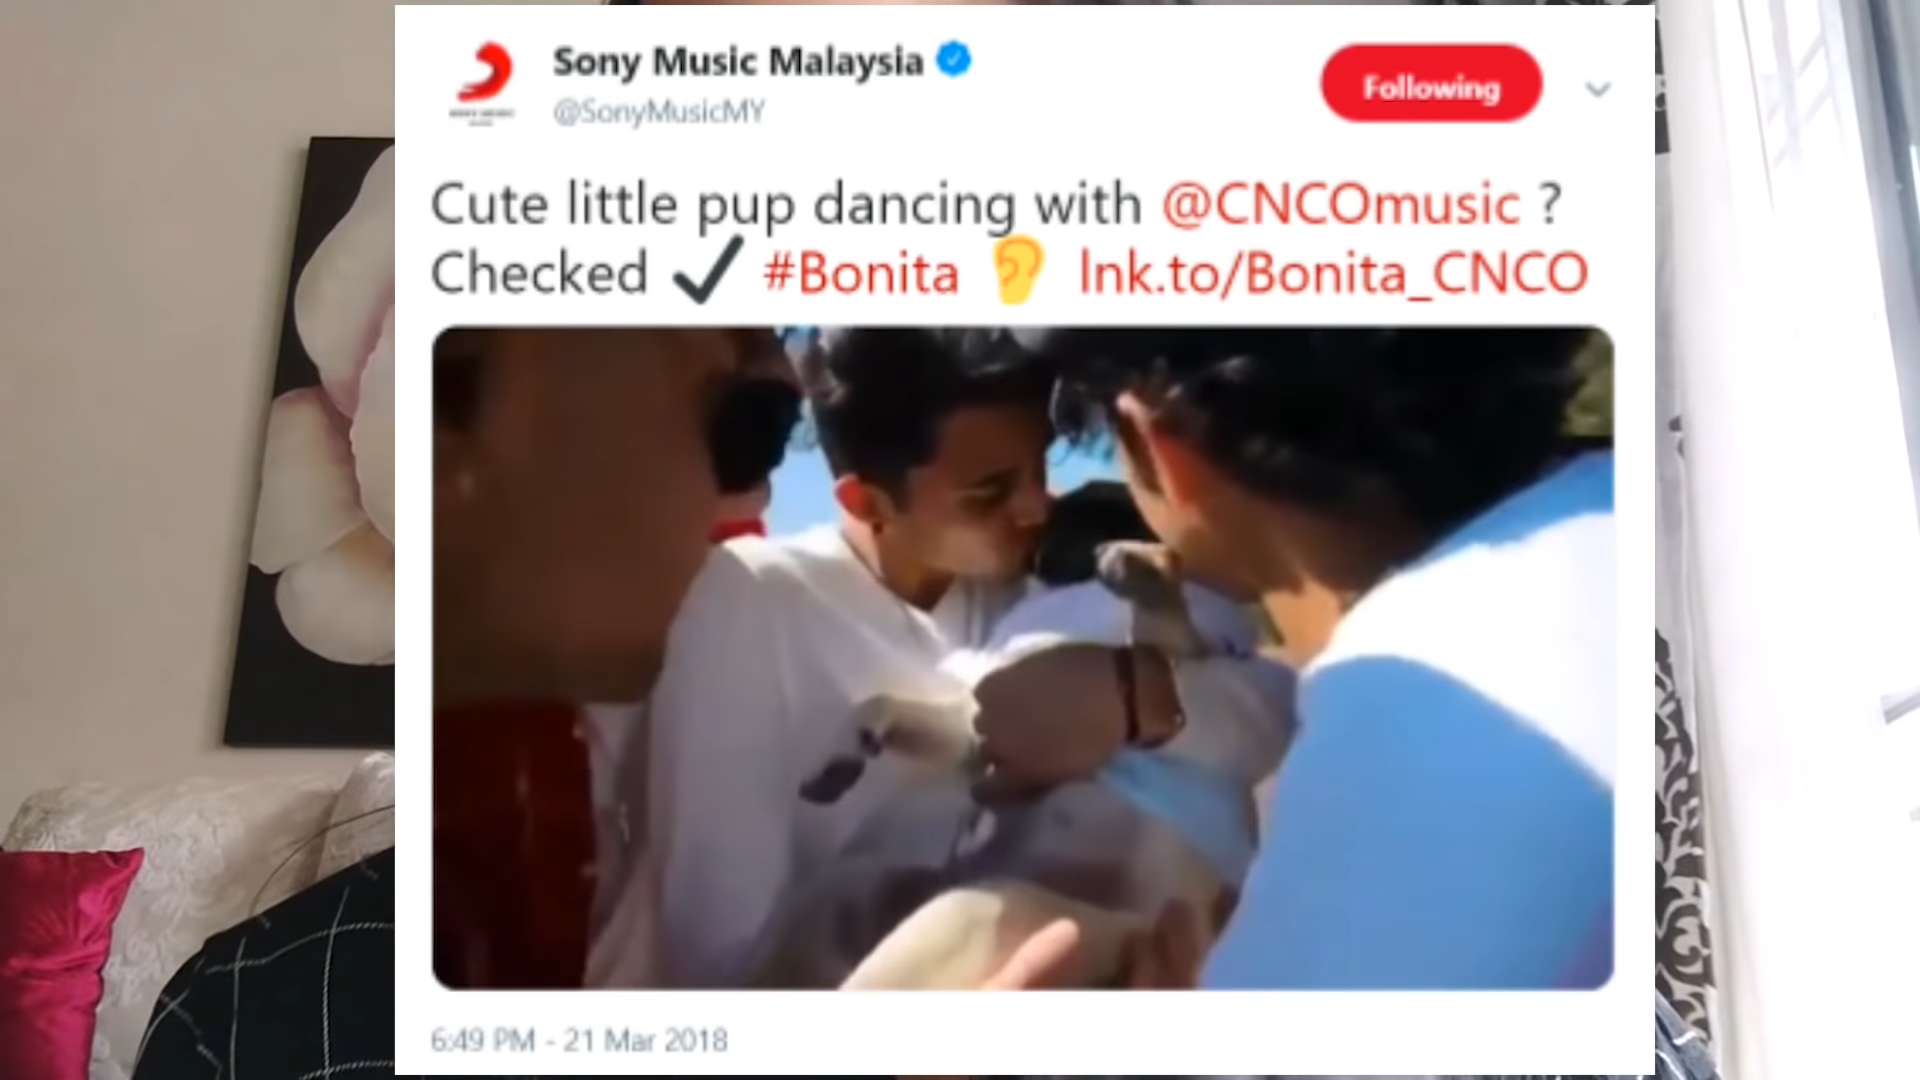 Sony Music Malaysia
@SonyMusicMY
Following
Cute little pup dancing with @CNCOmusic ?
Checked ✔ #Bonita 👂 lnk.to/Bonita_CNCO
6:49 PM - 21 Mar 2018